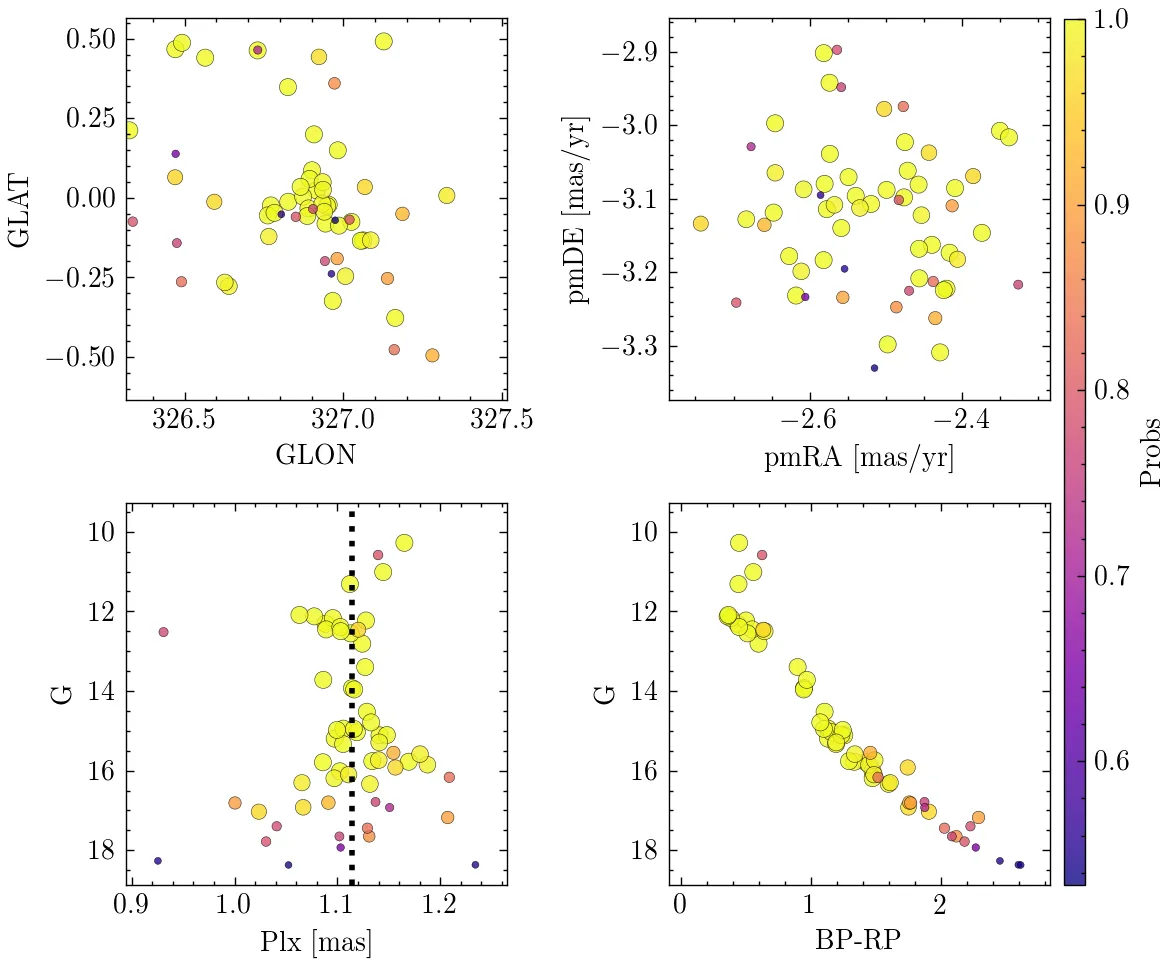 0.50
0.25
0.00
−0.25
−0.50
GLAT
326.5 327.0 327.5
GLON
−2.9
−3.0
−3.1
−3.2
−3.3
pmDE [mas/yr]
−2.6 −2.4
pmRA [mas/yr]
1.0
0.9
0.8
0.7
0.6
Probs
10
12
14
16
18
G
0.9 1.0 1.1 1.2
Plx [mas]
10
12
14
16
18
G
0 1 2
BP-RP